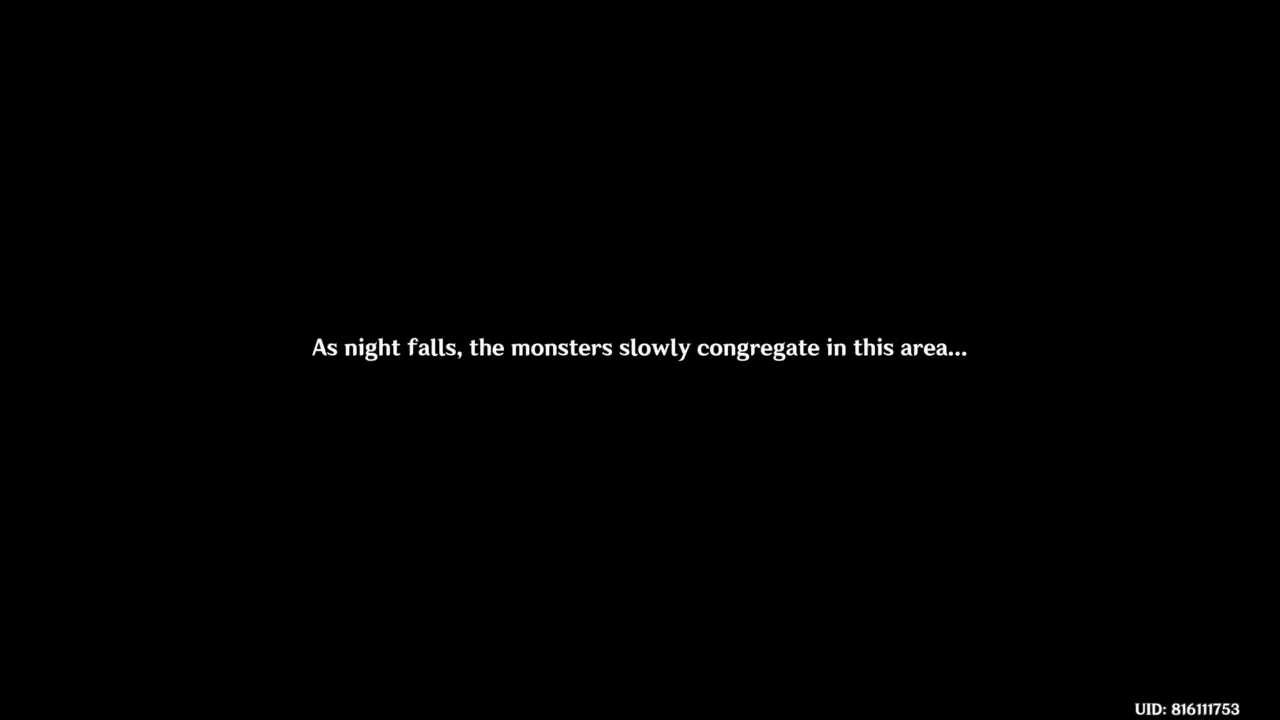 As night falls, the monsters slowly congregate in this area...
UID: 816111753